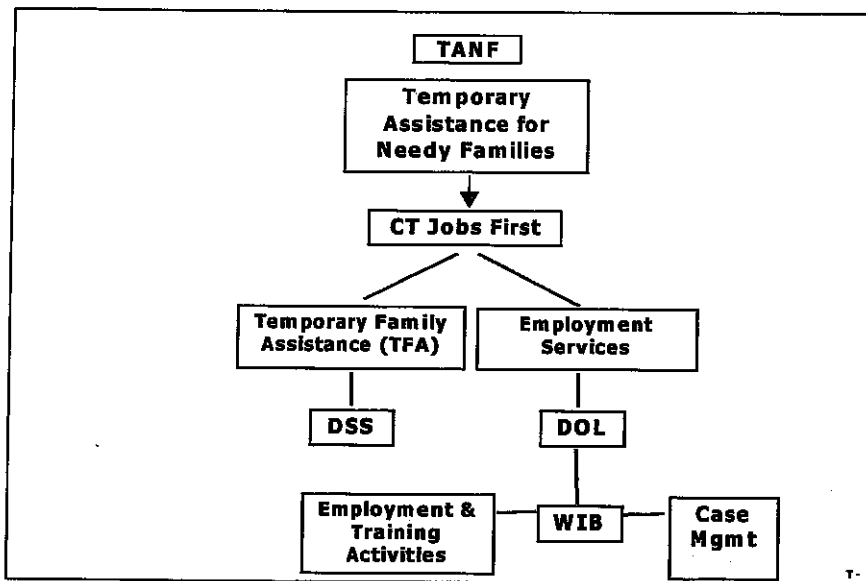 TANF
Temporary
Assistance for
Needy Families
CT Jobs First
Temporary Family
Assistance (TFA)
Employment
Services
DSS
DOL
Employment &
Training
Activities
WIB
Case
Mgmt
T-